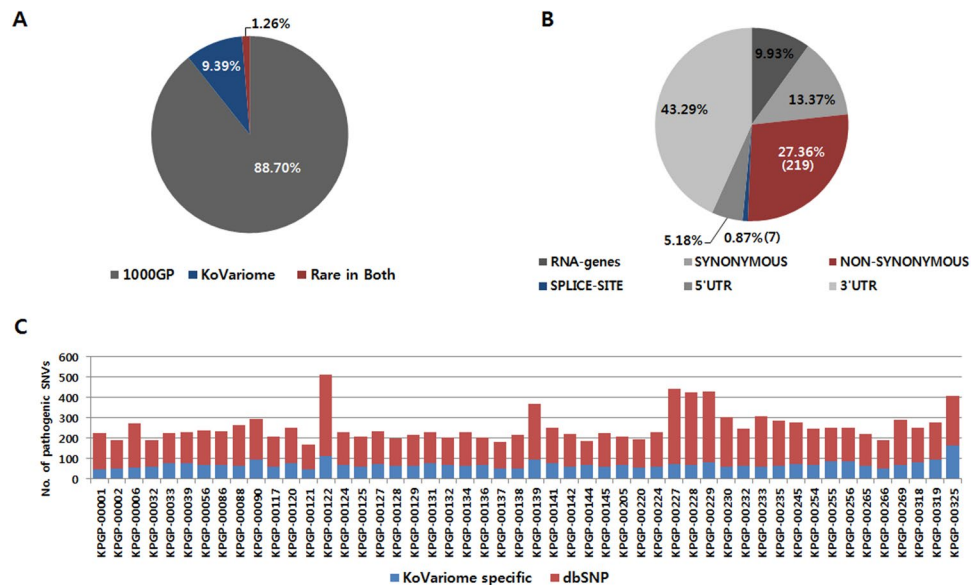 A
1.26%
9.39%
88.70%
1000GP KoVariome Rare in Both
B
9.93%
13.37%
43.29%
27.36%
(219)
5.18%
0.87%(7)
RNA-genes SYNONYMOUS NON-SYNONYMOUS
SPLICE-SITE 5'UTR 3'UTR
C
No. of pathogenic SNVs
600
500
400
300
200
100
0
KPGP-00001
KPGP-00002
KPGP-00006
KPGP-00032
KPGP-00033
KPGP-00039
KPGP-00056
KPGP-00086
KPGP-00088
KPGP-00090
KPGP-00117
KPGP-00120
KPGP-00121
KPGP-00122
KPGP-00124
KPGP-00125
KPGP-00127
KPGP-00128
KPGP-00129
KPGP-00131
KPGP-00132
KPGP-00134
KPGP-00136
KPGP-00137
KPGP-00138
KPGP-00139
KPGP-00141
KPGP-00142
KPGP-00144
KPGP-00145
KPGP-00205
KPGP-00220
KPGP-00224
KPGP-00227
KPGP-00228
KPGP-00229
KPGP-00230
KPGP-00232
KPGP-00233
KPGP-00235
KPGP-00245
KPGP-00254
KPGP-00255
KPGP-00256
KPGP-00265
KPGP-00266
KPGP-00269
KPGP-00318
KPGP-00319
KPGP-00325
KoVariome specific dbSNP